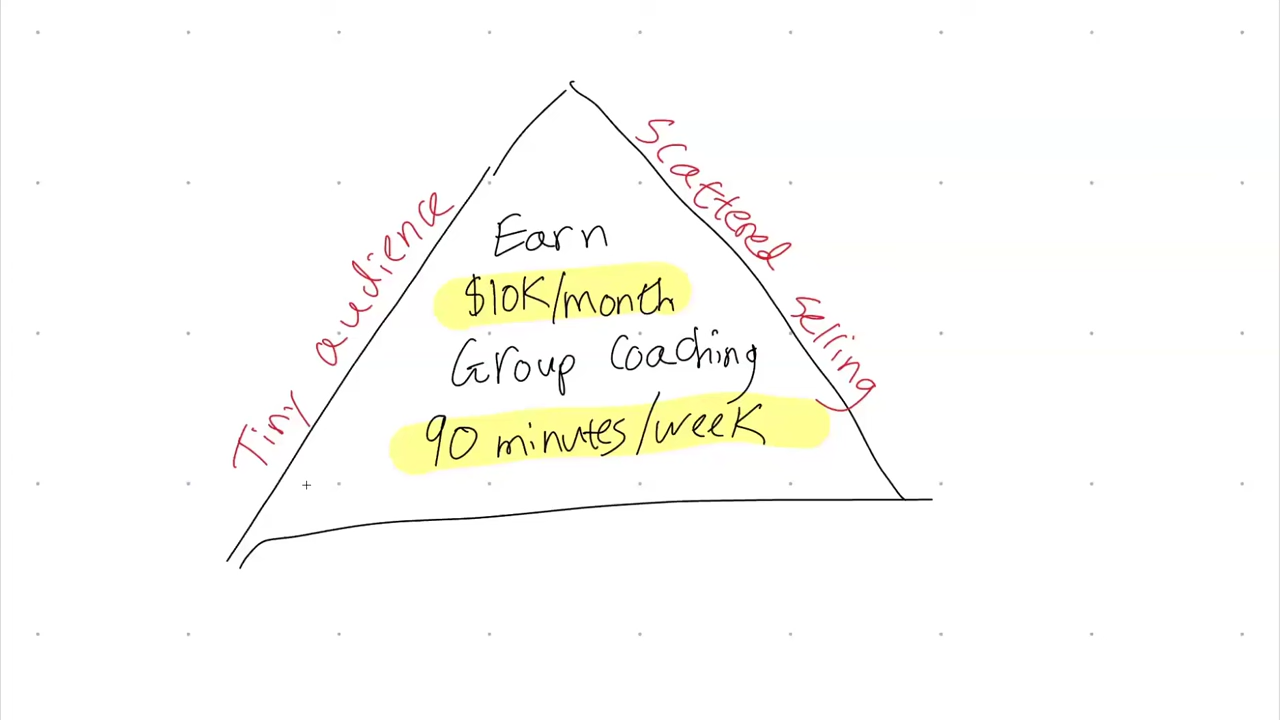 Tiny audience
Scattered selling
Earn
$10K/month
Group Coaching
90 minutes/week